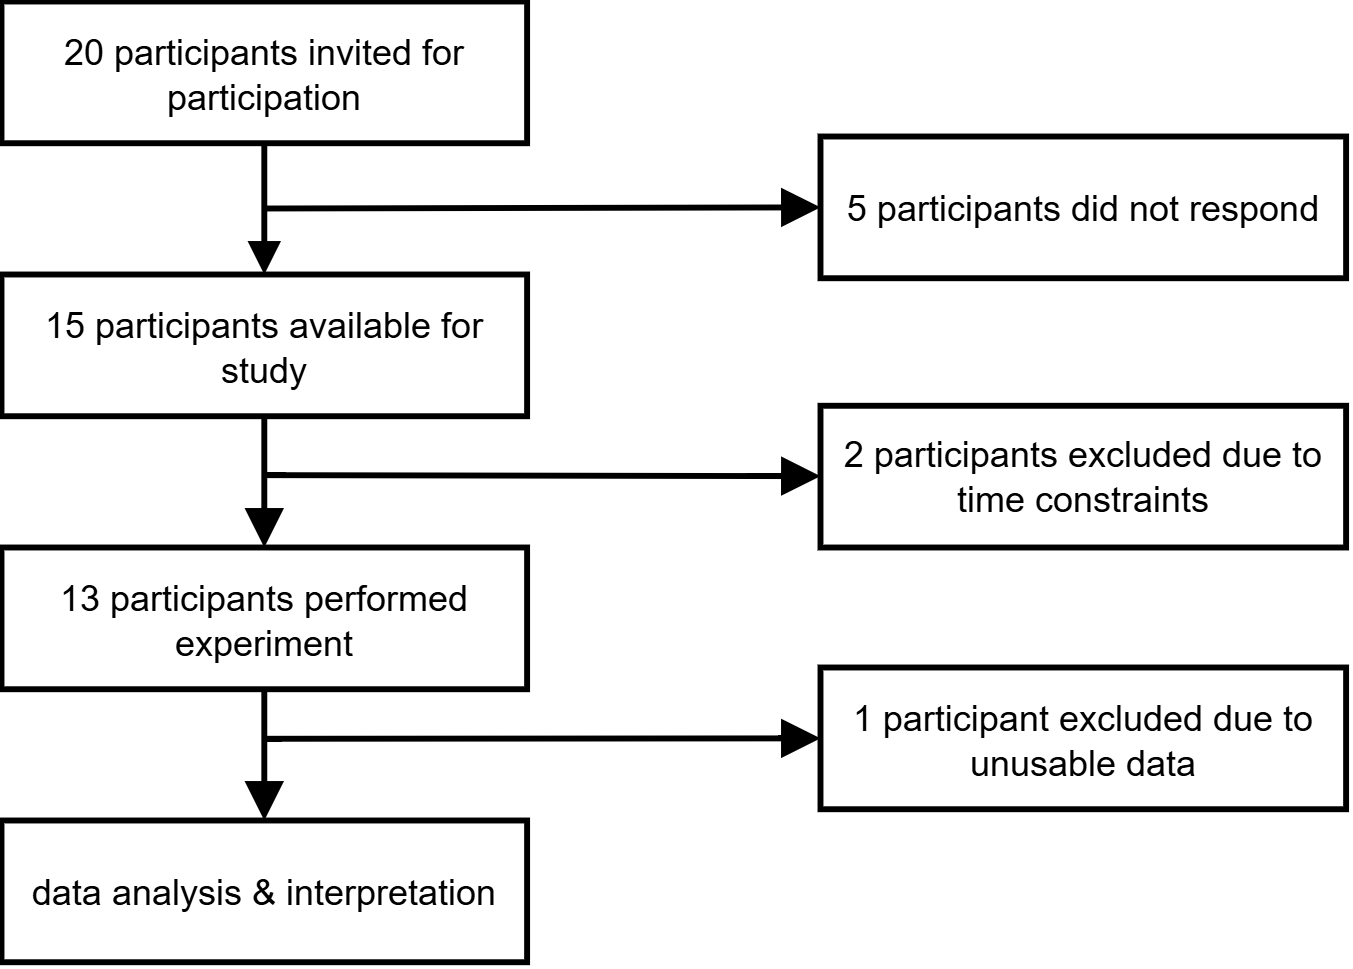 20 participants invited for
participation
5 participants did not respond
15 participants available for
study
2 participants excluded due to
time constraints
13 participants performed
experiment
1 participant excluded due to
unusable data
data analysis & interpretation